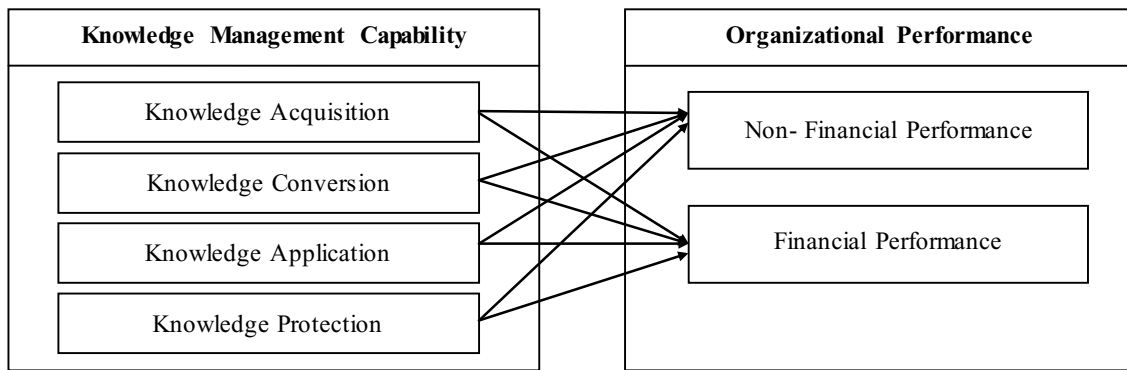 Knowledge Management Capability
Knowledge Acquisition
Knowledge Conversion
Knowledge Application
Knowledge Protection
Organizational Performance
Non- Financial Performance
Financial Performance